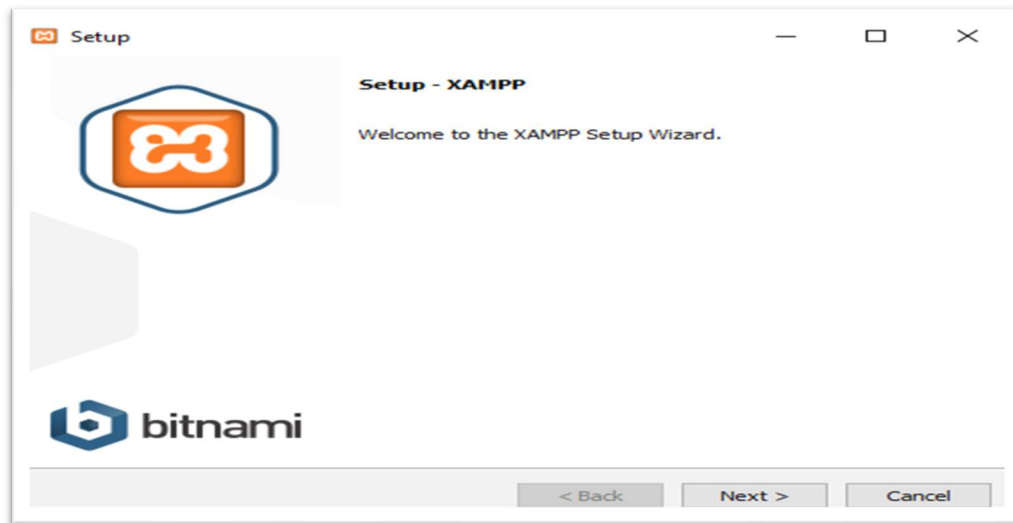 Setup
Setup - XAMPP
Welcome to the XAMPP Setup Wizard.
bitnami
< Back Next > Cancel